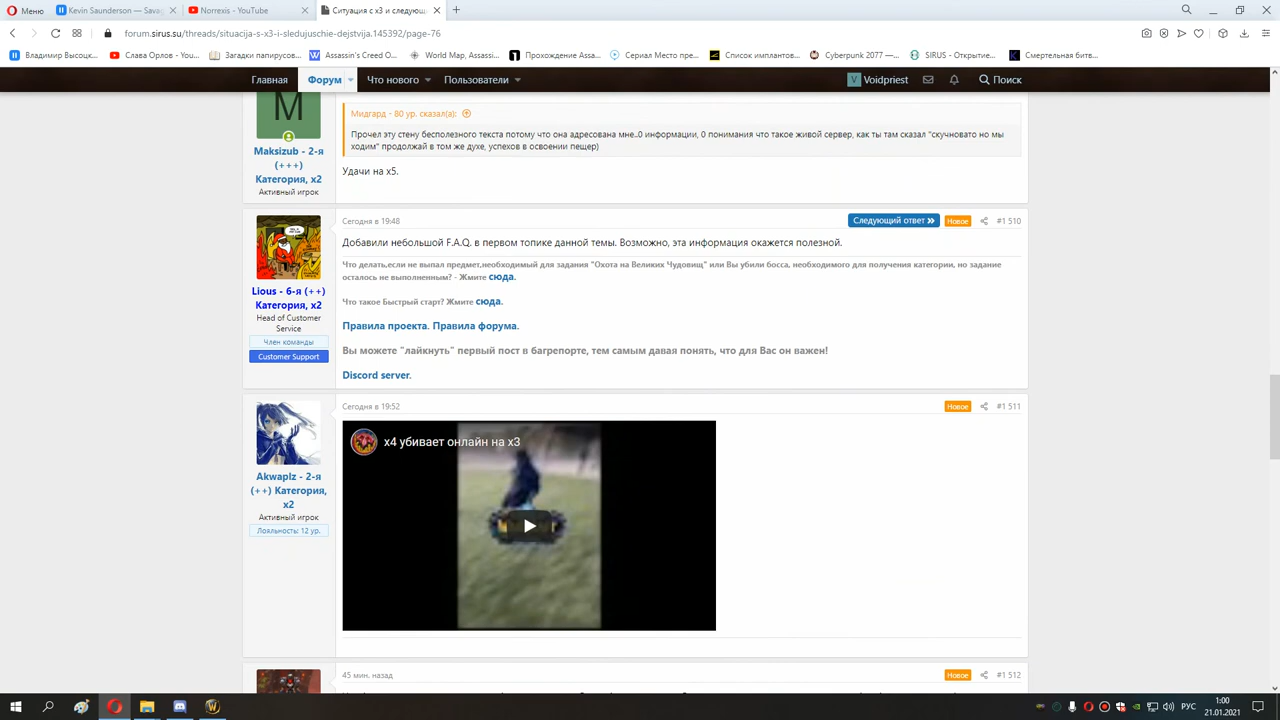 Меню
Kevin Saunderson — Savag
Norrexis - YouTube
Ситуация с x3 и следующи
forum.sirus.su/threads/situacija-s-x3-i-sledujuschie-dejstvija.145392/page-76
Владимир Высоцк...
Слава Орлов - You...
Загадки папирусов...
Assassin's Creed O...
World Map, Assassi...
Прохождение Assa...
Сериал Место пре...
Список имплантов...
Cyberpunk 2077 —...
SIRUS - Открытие...
Смертельная битв...
Главная
Форум
Что нового
Пользователи
Voidpriest
Поиск
M
Maksizub - 2-я
(+++)
Категория, x2
Активный игрок
Мидгард - 80 ур. сказал(а):
Прочел эту стену бесполезного текста потому что она адресована мне..0 информации, 0 понимания что такое живой сервер, как ты там сказал "скучновато но мы
ходим" продолжай в том же духе, успехов в освоении пещер)
Удачи на х5.
Lious - 6-я (++)
Категория, x2
Head of Customer
Service
Член команды
Customer Support
Сегодня в 19:48
Следующий ответ
Новое
#1 510
Добавили небольшой F.A.Q. в первом топике данной темы. Возможно, эта информация окажется полезной.
Что делать,если не выпал предмет,необходимый для задания "Охота на Великих Чудовищ" или Вы убили босса, необходимого для получения категории, но задание
осталось не выполненным? - Жмите сюда.
Что такое Быстрый старт? Жмите сюда.
Правила проекта. Правила форума.
Вы можете "лайкнуть" первый пост в багрепорте, тем самым давая понять, что для Вас он важен!
Discord server.
Akwaplz - 2-я
(++) Категория,
x2
Активный игрок
Лояльность: 12 ур.
Сегодня в 19:52
Новое
#1 511
х4 убивает онлайн на х3
45 мин. назад
Новое
#1 512
РУС
1:00
21.01.2021